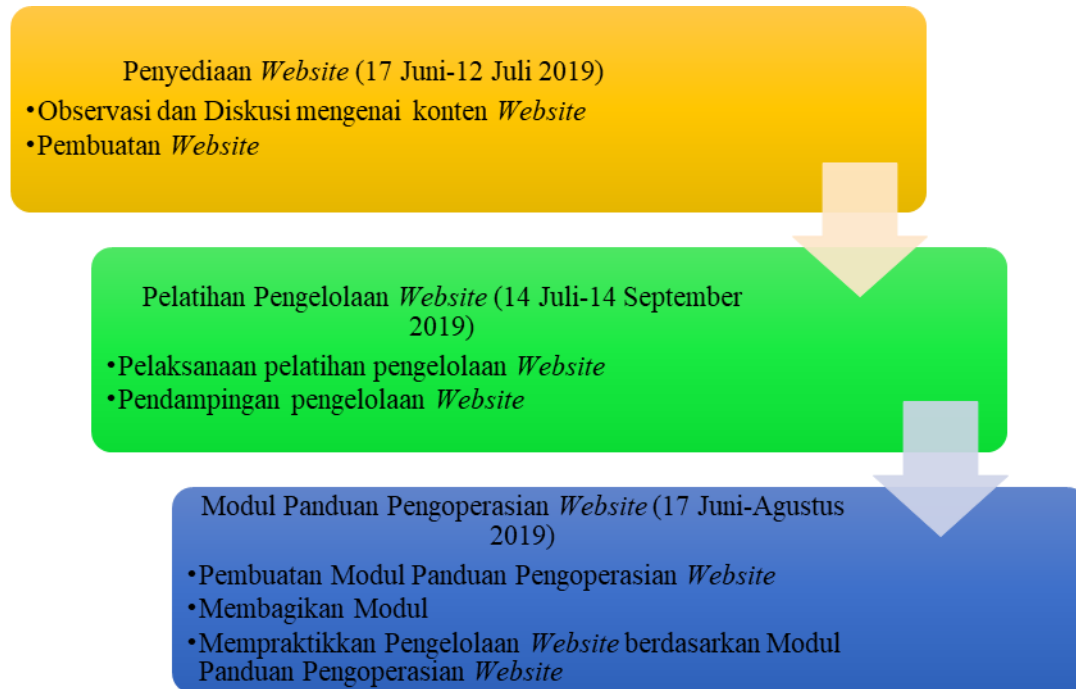 Penyediaan Website (17 Juni-12 Juli 2019)
•Observasi dan Diskusi mengenai konten Website
•Pembuatan Website
Pelatihan Pengelolaan Website (14 Juli-14 September
2019)
•Pelaksanaan pelatihan pengelolaan Website
•Pendampingan pengelolaan Website
Modul Panduan Pengoperasian Website (17 Juni-Agustus
2019)
•Pembuatan Modul Panduan Pengoperasian Website
•Membagikan Modul
•Mempraktikkan Pengelolaan Website berdasarkan Modul
Panduan Pengoperasian Website